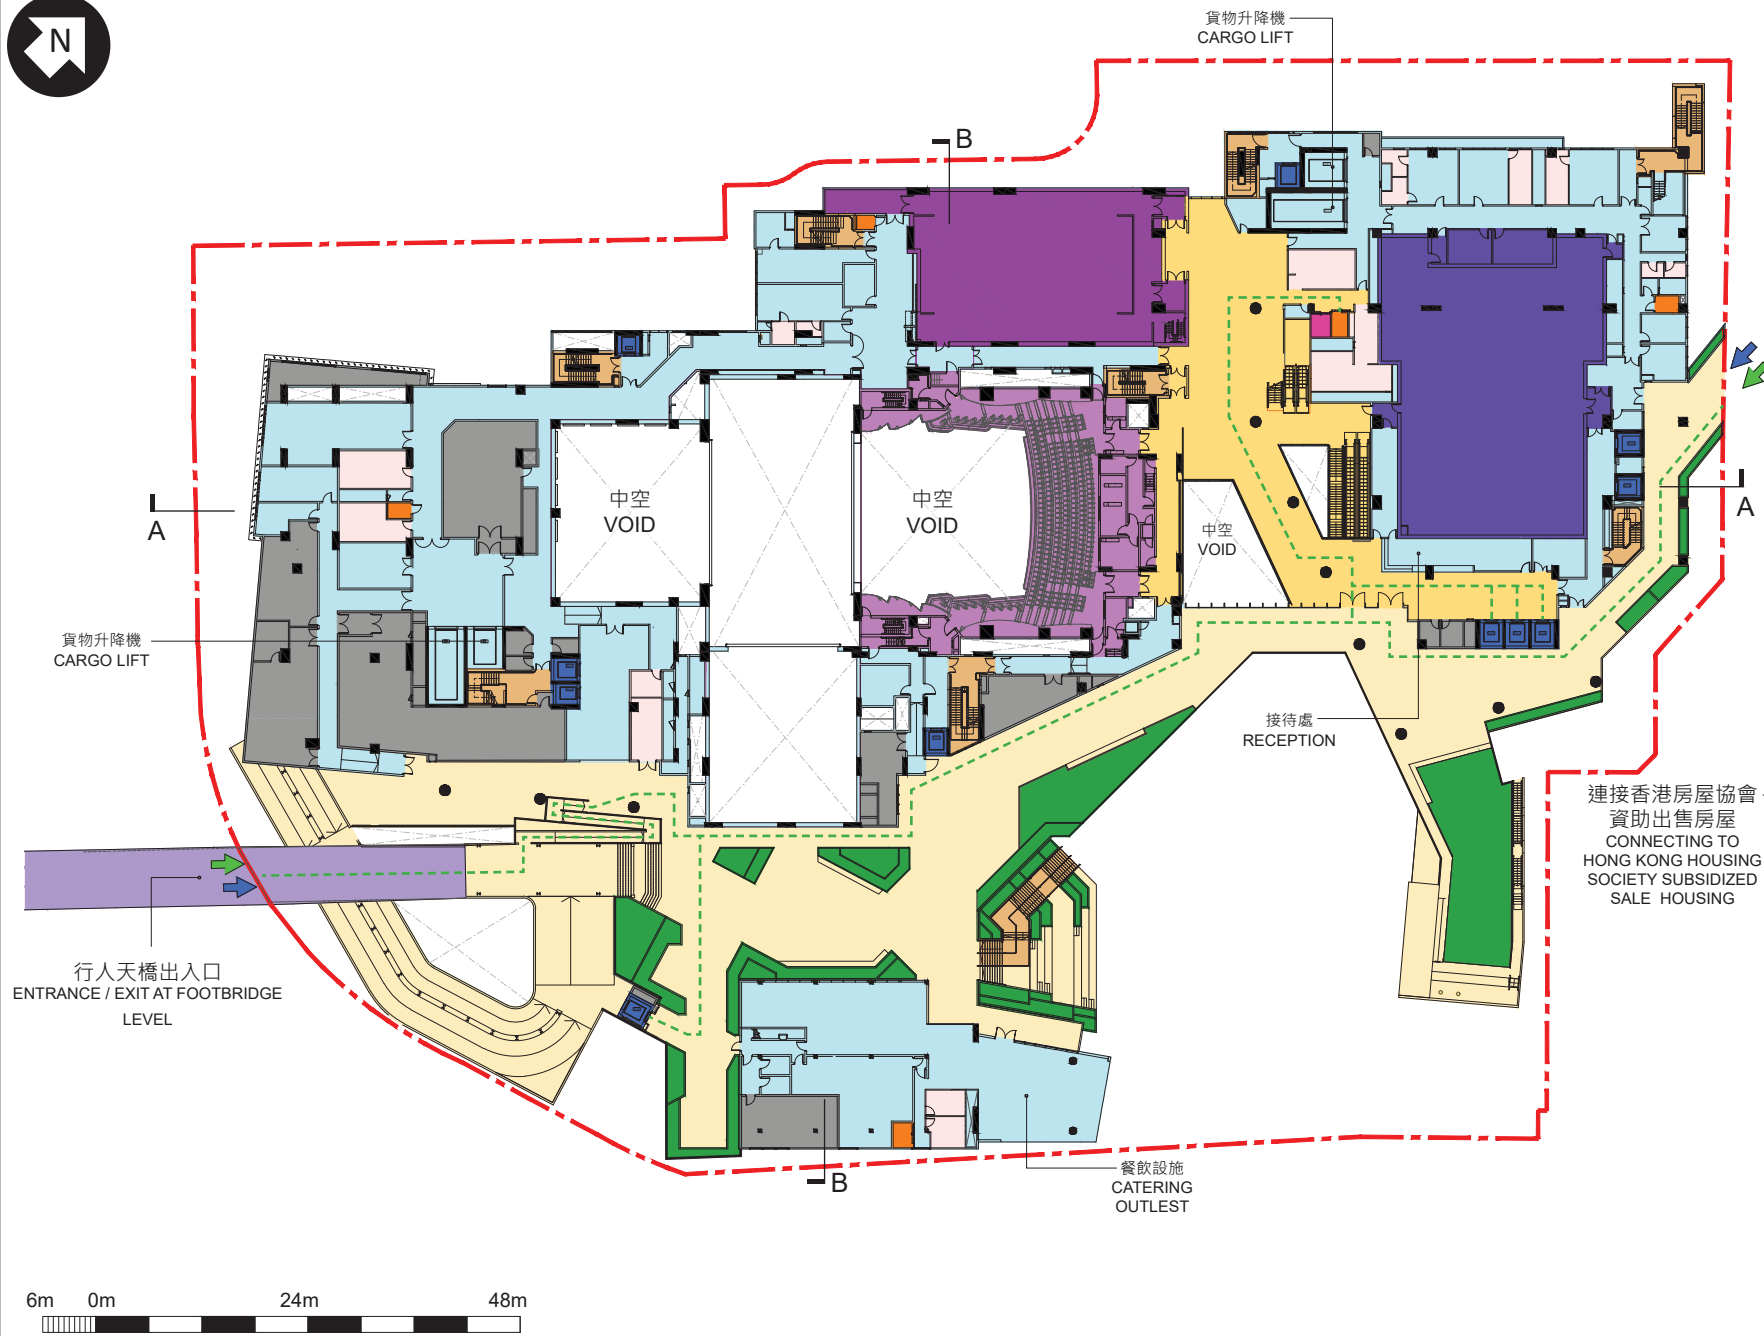 N
貨物升降機
CARGO LIFT
B
中空
VOID
中空
VOID
中空
VOID
A
A
貨物升降機
CARGO LIFT
接待處
RECEPTION
連接香港房屋協會
資助出售房屋
CONNECTING TO
HONG KONG HOUSING
SOCIETY SUBSIDIZED
SALE HOUSING
行人天橋出入口
ENTRANCE / EXIT AT FOOTBRIDGE
LEVEL
B
餐飲設施
CATERING
OUTLEST
6m 0m 24m 48m